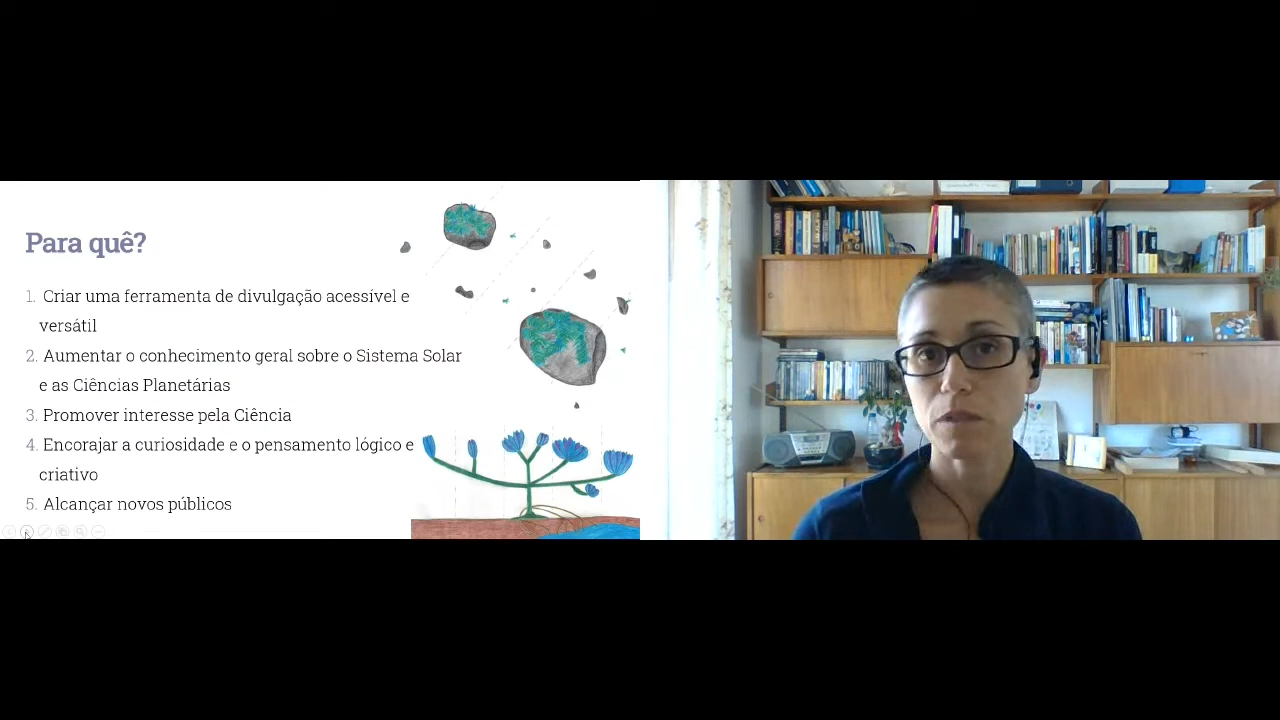 Para quê?
1. Criar uma ferramenta de divulgação acessível e
versátil
2. Aumentar o conhecimento geral sobre o Sistema Solar
e as Ciências Planetárias
3. Promover interesse pela Ciência
4. Encorajar a curiosidade e o pensamento lógico e
criativo
5. Alcançar novos públicos